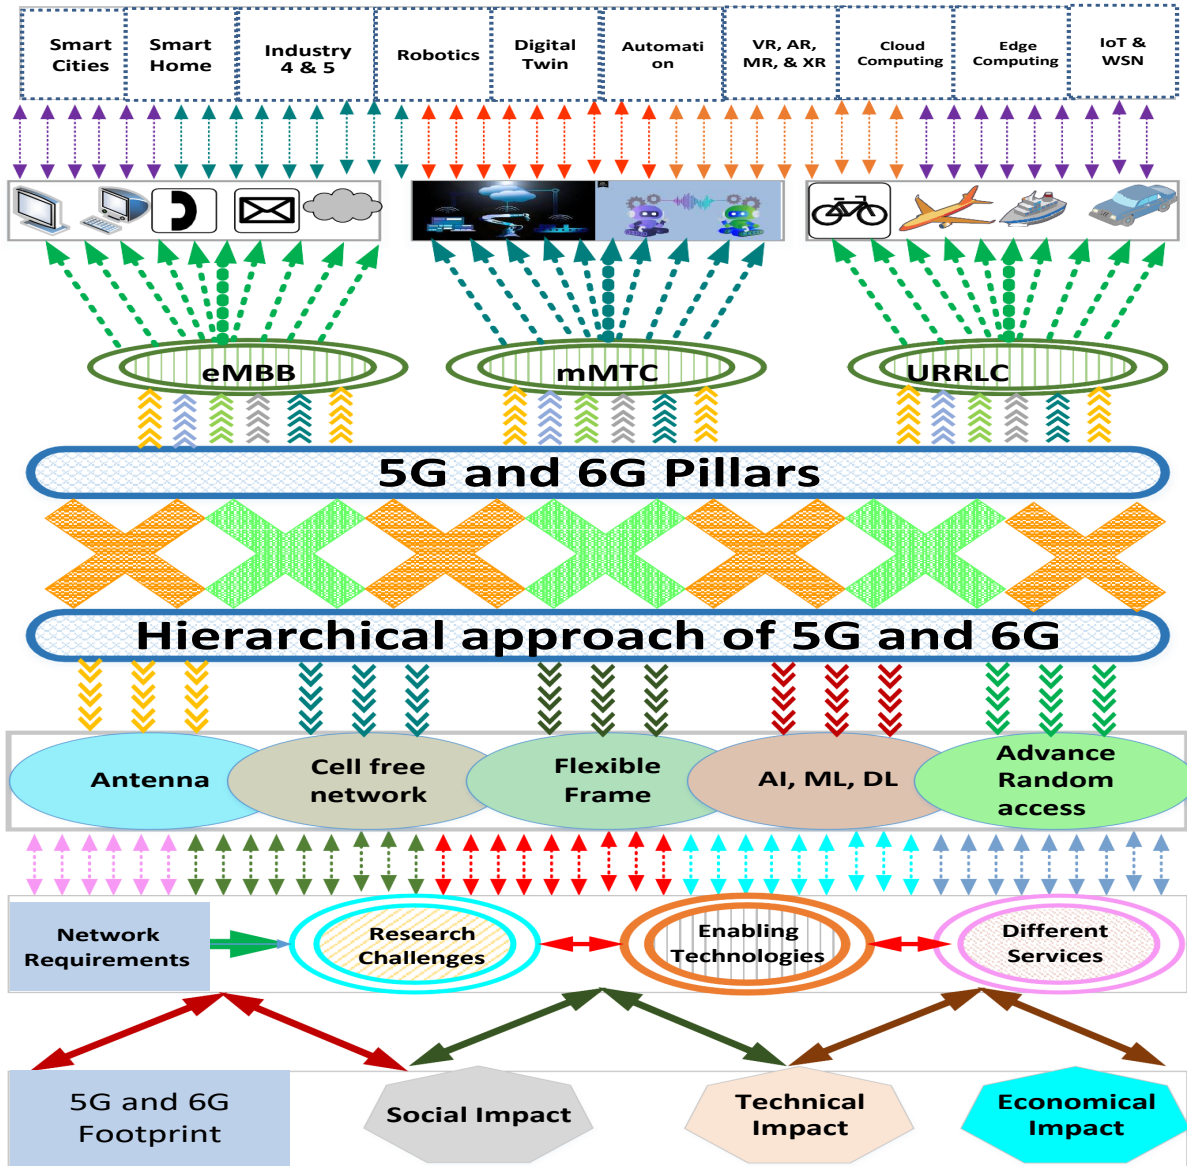 Smart
Cities
Smart
Home
Industry
4 & 5
Robotics
Digital
Twin
Automati
on
VR, AR,
MR, & XR
Cloud
Computing
Edge
Computing
IoT &
WSN
eMBB
mMTC
URRLC
5G and 6G Pillars
Hierarchical approach of 5G and 6G
Antenna
Cell free
network
Flexible
Frame
AI, ML, DL
Advance
Random
access
Network
Requirements
Research
Challenges
Enabling
Technologies
Different
Services
5G and 6G
Footprint
Social Impact
Technical
Impact
Economical
Impact